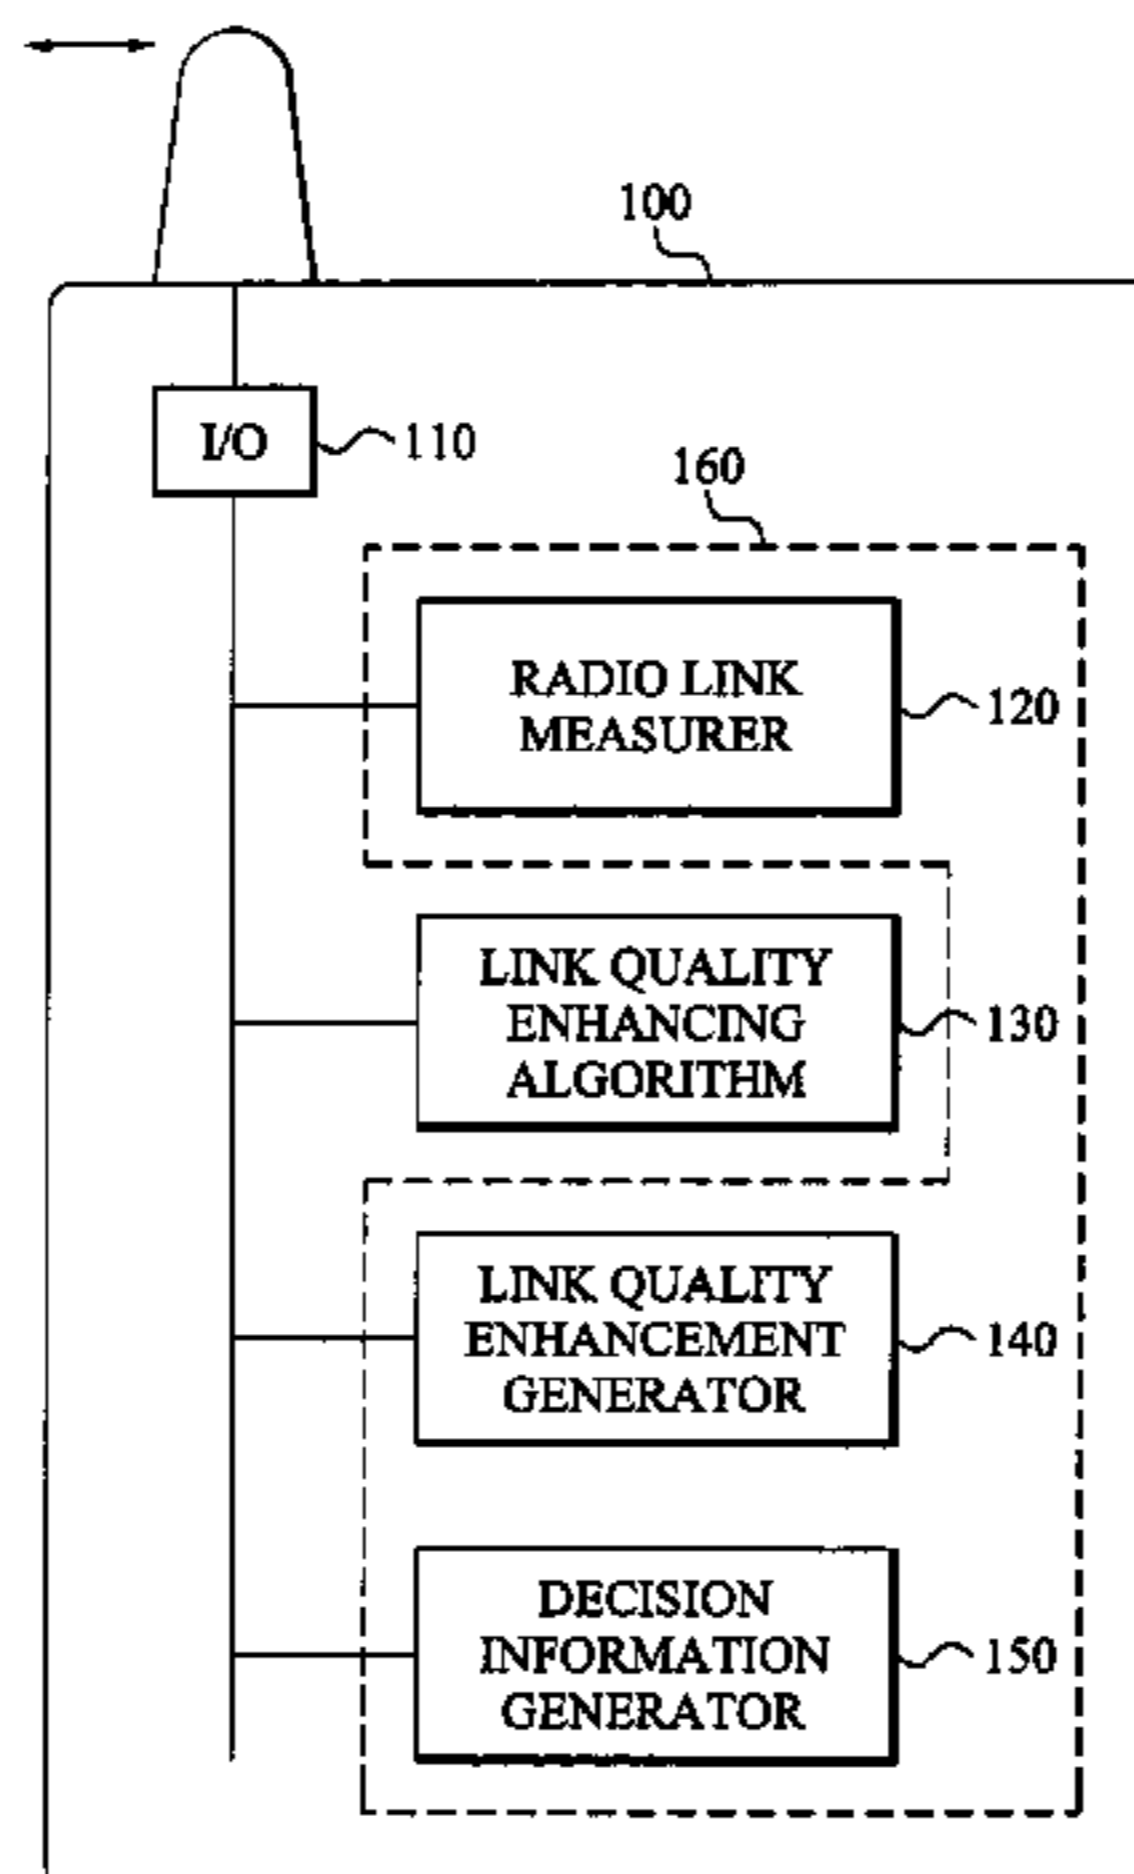 100
I/O
110
160
RADIO LINK
MEASURER
120
LINK QUALITY
ENHANCING
ALGORITHM
130
LINK QUALITY
ENHANCEMENT
GENERATOR
140
DECISION
INFORMATION
GENERATOR
150